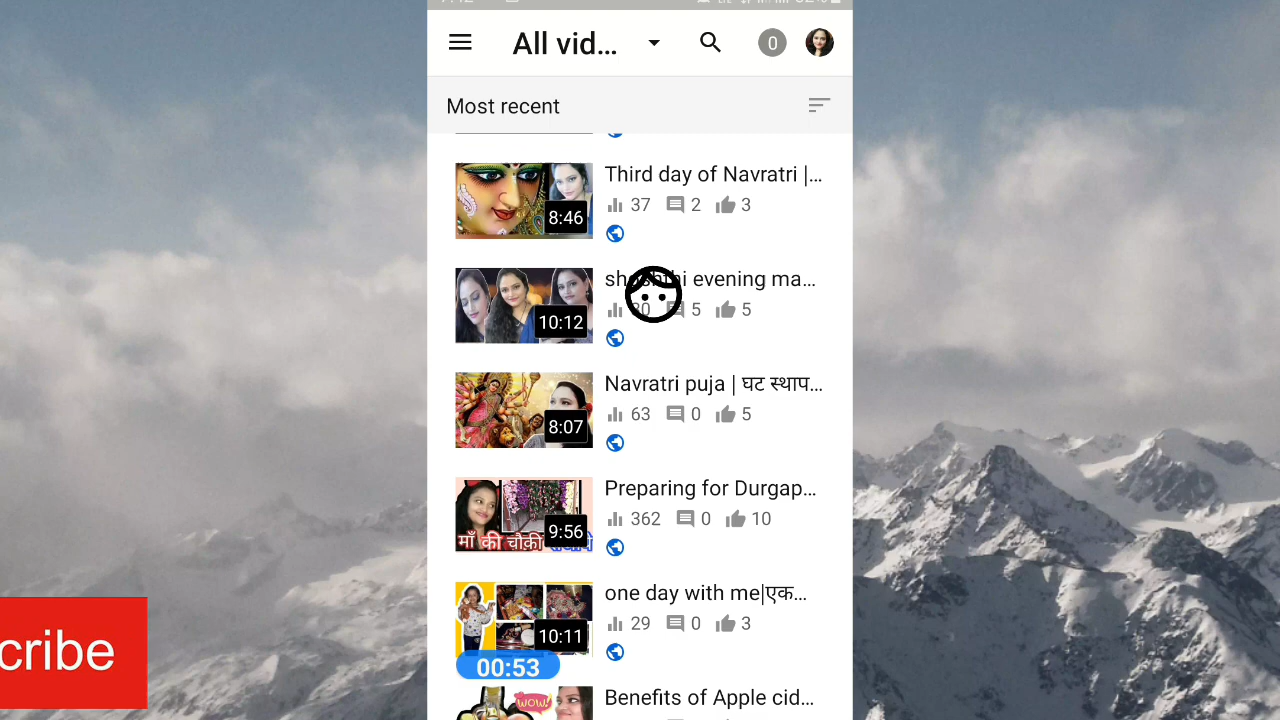 All vid...
0
Most recent
Third day of Navratri |...
8:46
37 2 3
evening ma...
10:12
5 5
Navratri puja | घट स्थाप...
8:07
63 0 5
Preparing for Durgap...
9:56
माँ की चौकी
362 0 10
one day with me|एक...
10:11
29 0 3
00:53
Benefits of Apple cid...
WOW!
cribe